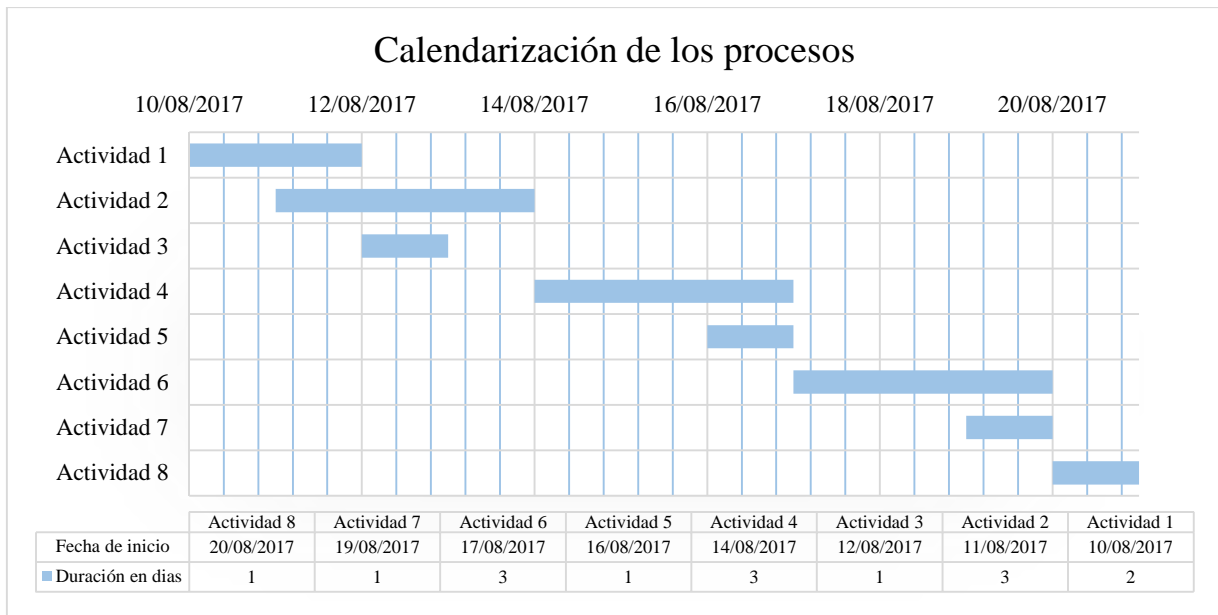 Calendarización de los procesos
10/08/2017 12/08/2017 14/08/2017 16/08/2017 18/08/2017 20/08/2017
Actividad 1
Actividad 2
Actividad 3
Actividad 4
Actividad 5
Actividad 6
Actividad 7
Actividad 8
Actividad 8 Actividad 7 Actividad 6 Actividad 5 Actividad 4 Actividad 3 Actividad 2 Actividad 1
Fecha de inicio 20/08/2017 19/08/2017 17/08/2017 16/08/2017 14/08/2017 12/08/2017 11/08/2017 10/08/2017
Duración en dias 1 1 3 1 3 1 3 2